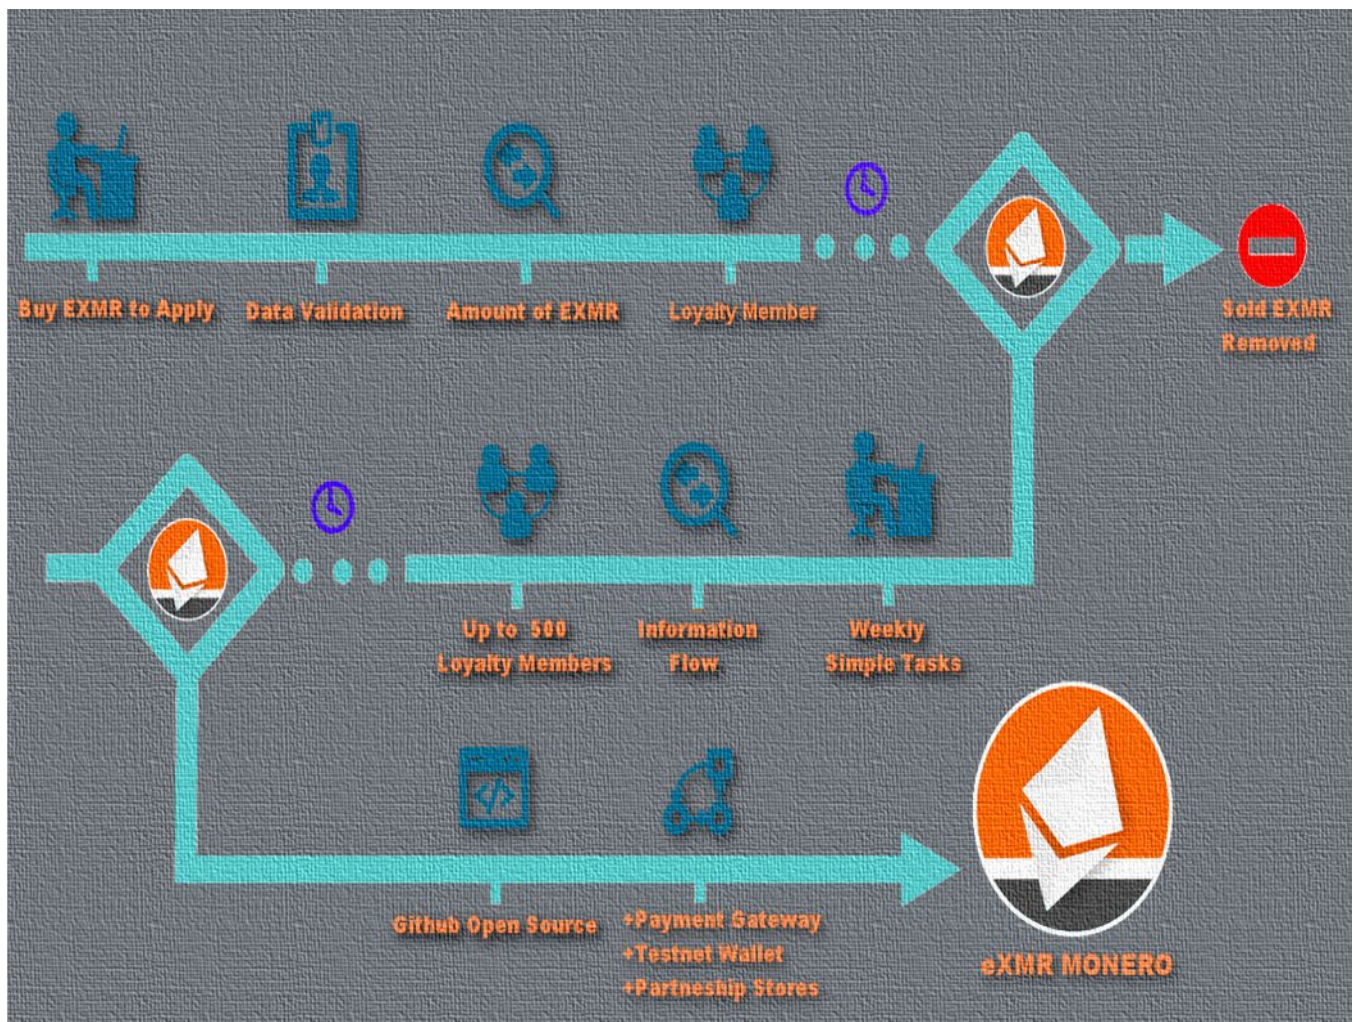 Buy EXMR to Apply
Data Validation
Amount of EXMR
Loyalty Member
Sold EXMR
Removed
Up to 500
Loyalty Members
Information
Flow
Weekly
Simple Tasks
Github Open Source
+Payment Gateway
+Testnet Wallet
+Partneship Stores
eXMR MONERO